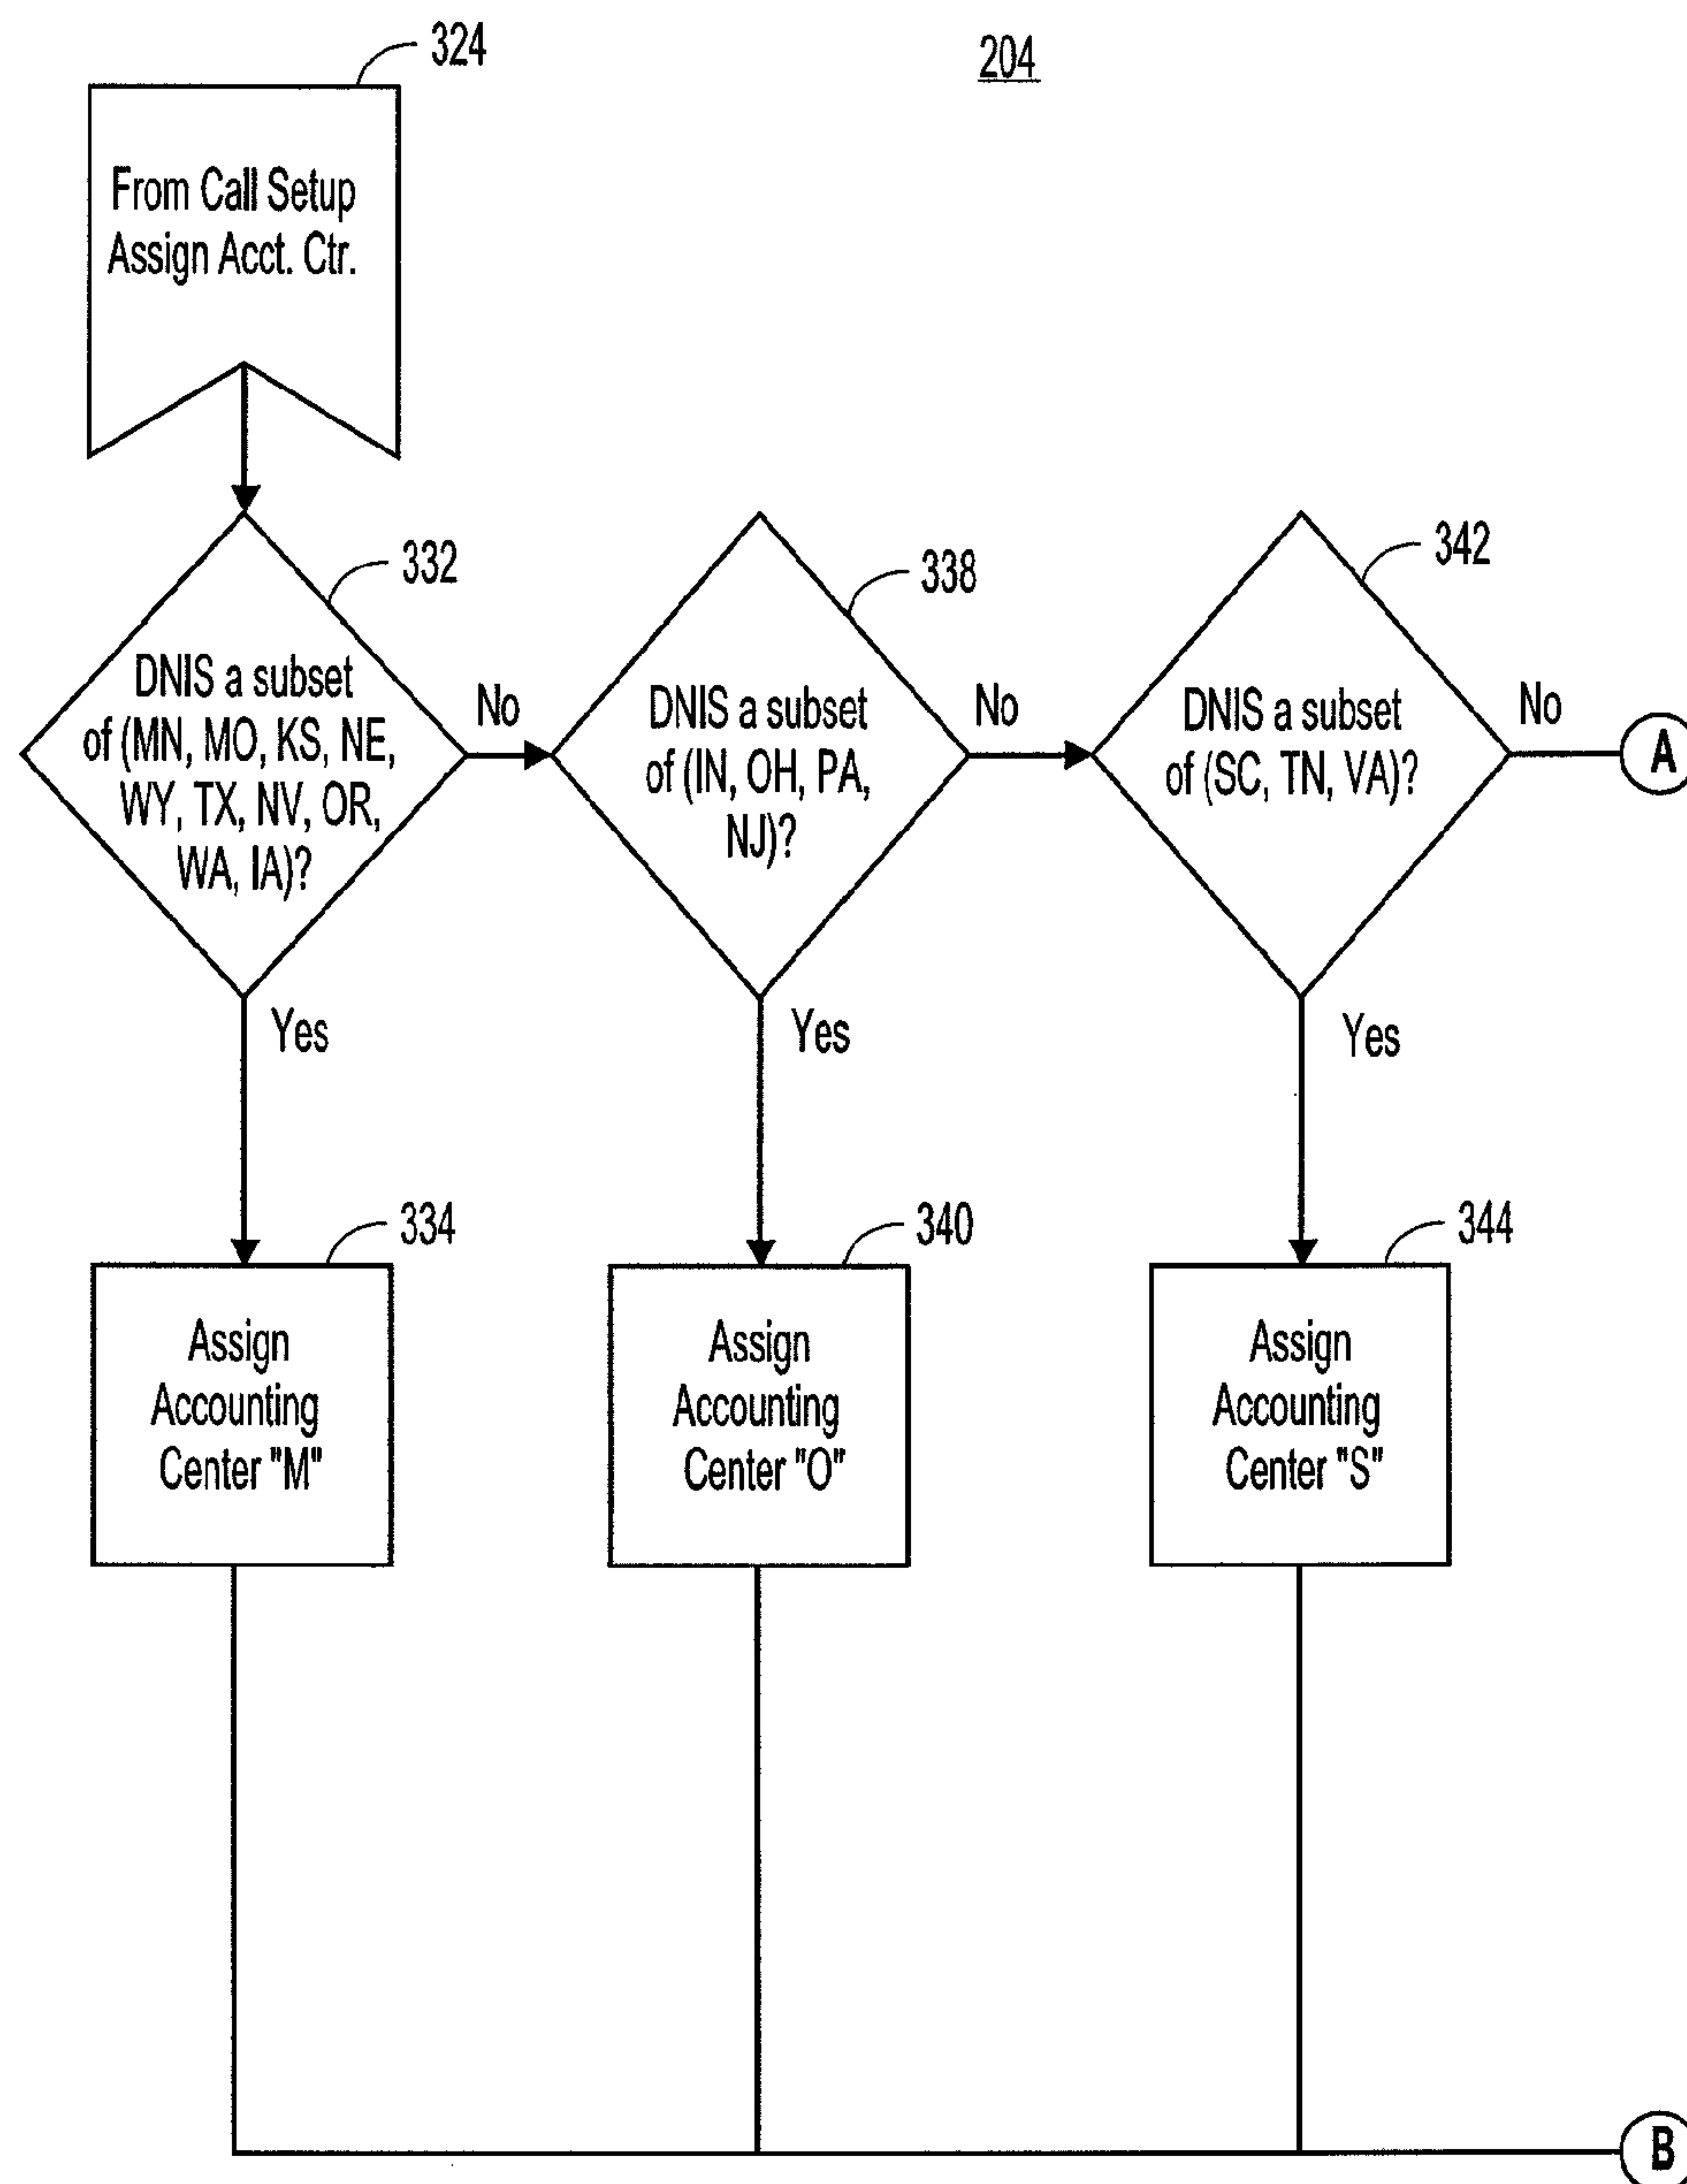 324
204
From Call Setup
Assign Acct. Ctr.
332
DNIS a subset
of (MN, MO, KS, NE,
WY, TX, NV, OR,
WA, IA)?
No
338
DNIS a subset
of (IN, OH, PA,
NJ)?
No
342
DNIS a subset
of (SC, TN, VA)?
No
A
Yes
Yes
Yes
334
Assign
Accounting
Center "M"
340
Assign
Accounting
Center "O"
344
Assign
Accounting
Center "S"
B